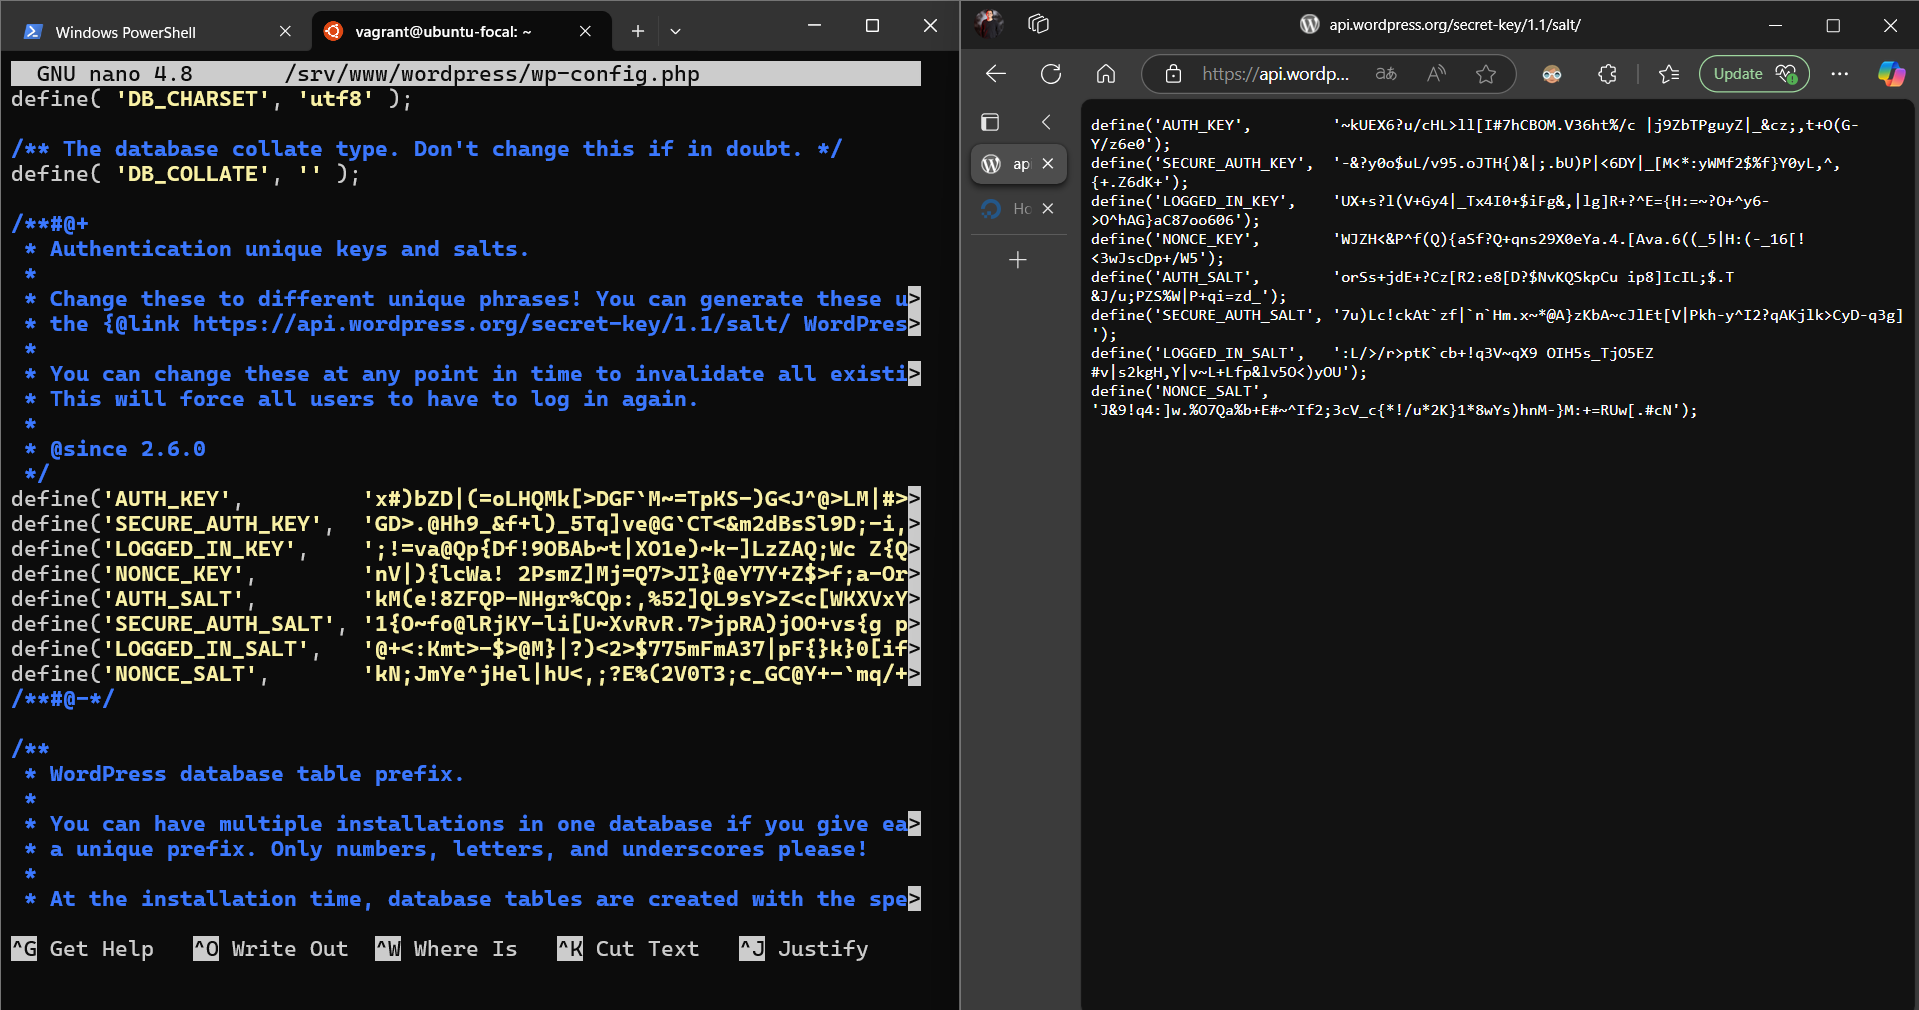 Windows PowerShell
vagrant@ubuntu-focal: ~
GNU nano 4.8 /srv/www/wordpress/wp-config.php
define( 'DB_CHARSET', 'utf8' );
/** The database collate type. Don't change this if in doubt. */
define( 'DB_COLLATE', '' );
/**#@+
 * Authentication unique keys and salts.
 *
 * Change these to different unique phrases! You can generate these u>
 * the {@link https://api.wordpress.org/secret-key/1.1/salt/ WordPres>
 *
 * You can change these at any point in time to invalidate all existi>
 * This will force all users to have to log in again.
 *
 * @since 2.6.0
 */
define('AUTH_KEY',         'x#)bZD|(=oLHQMk[>DGF`M~=TpKS-)G<J^@>LM|#>>
define('SECURE_AUTH_KEY',  'GD>.@Hh9_&f+l)_5Tq]ve@G`CT<&m2dBsSl9D;-i,>
define('LOGGED_IN_KEY',    ';!=va@Qp{Df!9OBAb~t|XO1e)~k-]LzZAQ;Wc Z{Q>
define('NONCE_KEY',        'nV|){lcWa! 2PsmZ]Mj=Q7>JI}@eY7Y+Z$>f;a-Or>
define('AUTH_SALT',        'kM(e!8ZFQP-NHgr%CQp:,%52]QL9sY>Z<c[WKXVxY>
define('SECURE_AUTH_SALT', '1{O~fo@lRjKY-li[U~XvRvR.7>jpRA)jOO+vs{g p>
define('LOGGED_IN_SALT',   '@+<:Kmt>-$>@M}|?)<2>$775mFmA37|pF{}k}0[if>
define('NONCE_SALT',       'kN;JmYe^jHel|hU<,;?E%(2V0T3;c_GC@Y+-`mq/+>
/**#@-*/
/**
 * WordPress database table prefix.
 *
 * You can have multiple installations in one database if you give ea>
 * a unique prefix. Only numbers, letters, and underscores please!
 *
 * At the installation time, database tables are created with the spe>
^G Get Help ^O Write Out ^W Where Is ^K Cut Text ^J Justify
api.wordpress.org/secret-key/1.1/salt/
https://api.wordp...
Update
ap
Ho
define('AUTH_KEY',         '~kUEX6?u/cHL>ll[I#7hCBOM.V36ht%/c |j9ZbTPguyZ|_&cz;,t+O(G-
Y/z6e0');
define('SECURE_AUTH_KEY',  '-&?y0o$uL/v95.oJTH{)&|;.bU)P|<6DY|_[M<*:yWMf2$%f}Y0yL,^,
{+.Z6dK+');
define('LOGGED_IN_KEY',    'UX+s?l(V+Gy4|_Tx4I0+$iFg&,|lg]R+?^E={H:=~?O+^y6-
>O^hAG}aC87oo606');
define('NONCE_KEY',        'WJZH<&P^f(Q){aSf?Q+qns29X0eYa.4.[Ava.6((_5|H:(-_16[!
<3wJscDp+/W5');
define('AUTH_SALT',        'orSs+jdE+?Cz[R2:e8[D?$NvKQSkpCu ip8]IcIL;$.T
&J/u;PZS%W|P+qi=zd_');
define('SECURE_AUTH_SALT', '7u)Lc!ckAt`zf|`n`Hm.x~*@A}zKbA~cJlEt[V|Pkh-y^I2?qAKjlk>CyD-q3g]
');
define('LOGGED_IN_SALT',   ':L/>/r>ptK`cb+!q3V~qX9 OIH5s_TjO5EZ
#v|s2kgH,Y|v~L+Lfp&lv5O<)yOU');
define('NONCE_SALT',
'J&9!q4:]w.%O7Qa%b+E#~^If2;3cV_c{*!/u*2K}1*8wYs)hnM-}M:+=RUw[.#cN');